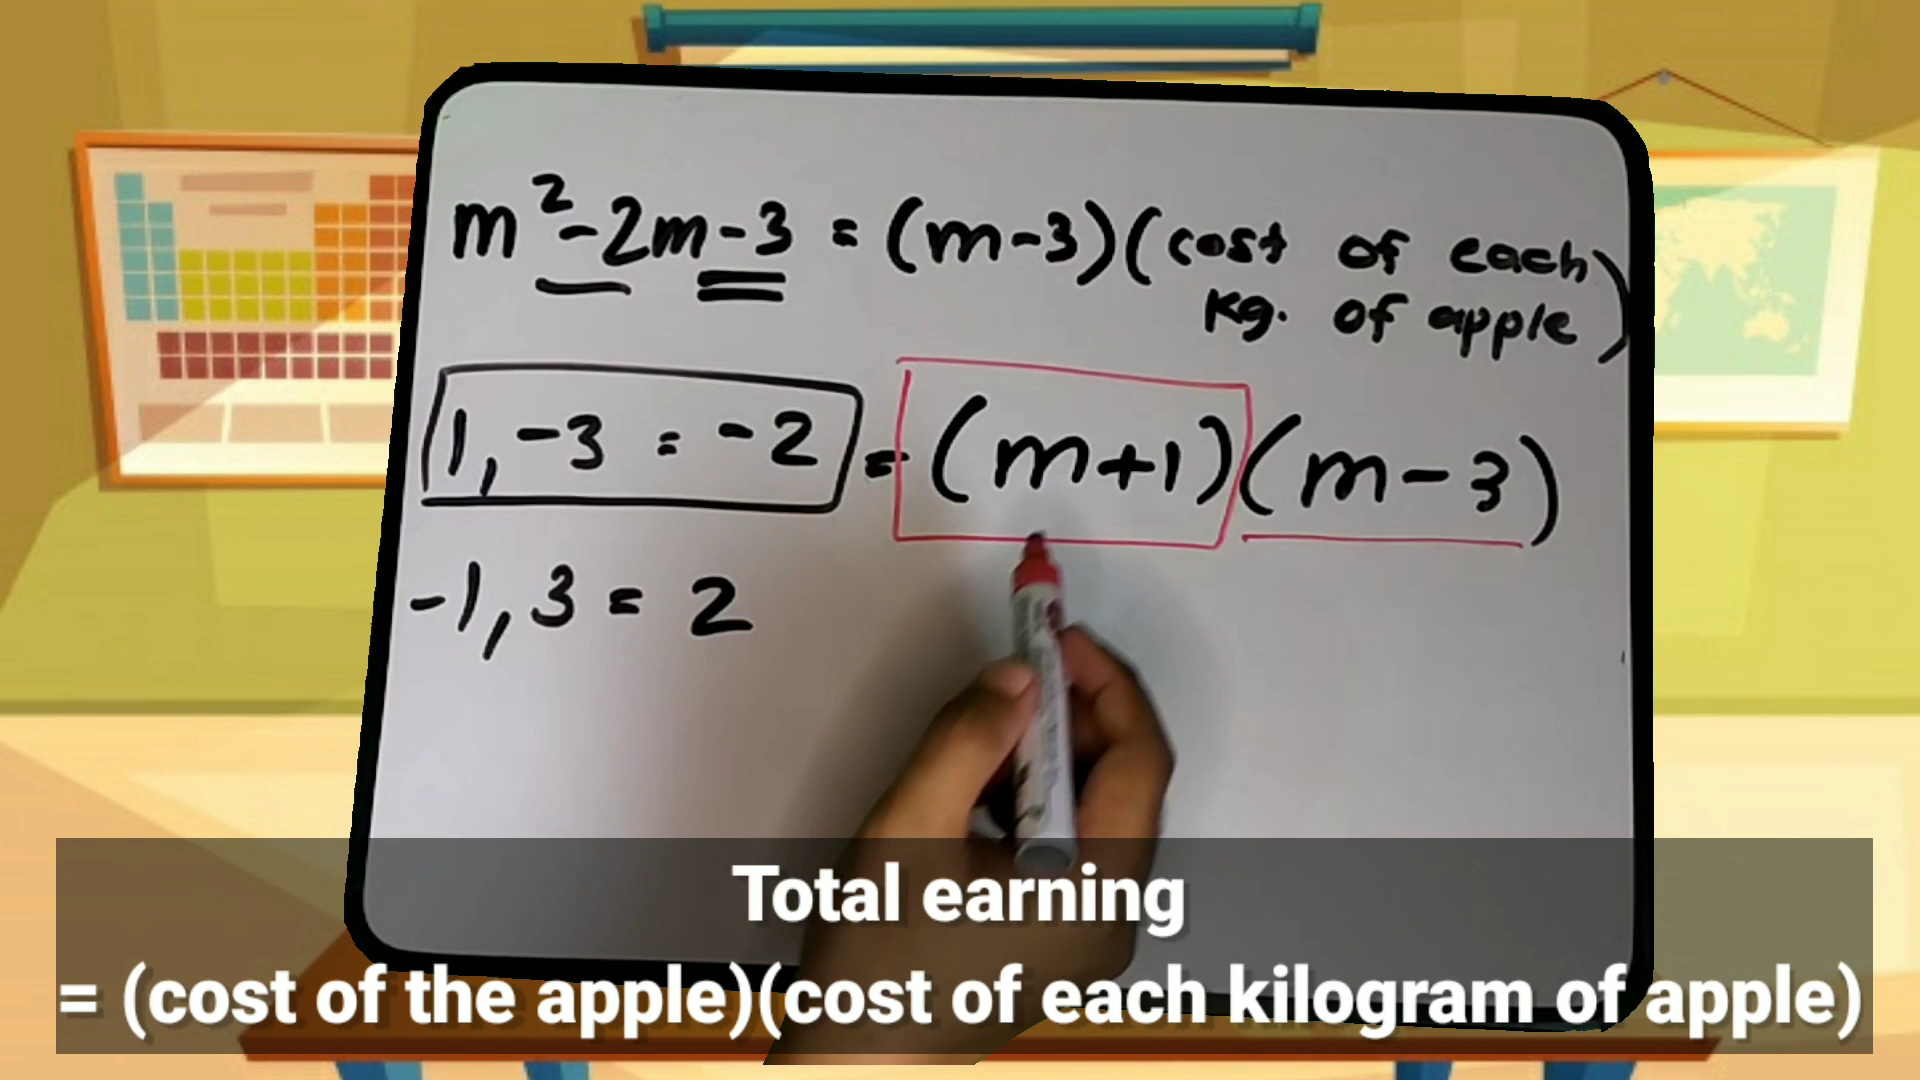 m²-2m-3 = (m-3)(cost of each
kg. of apple)
1, -3 = -2 = (m+1)(m-3)
-1, 3 = 2
Total earning
= (cost of the apple)(cost of each kilogram of apple)